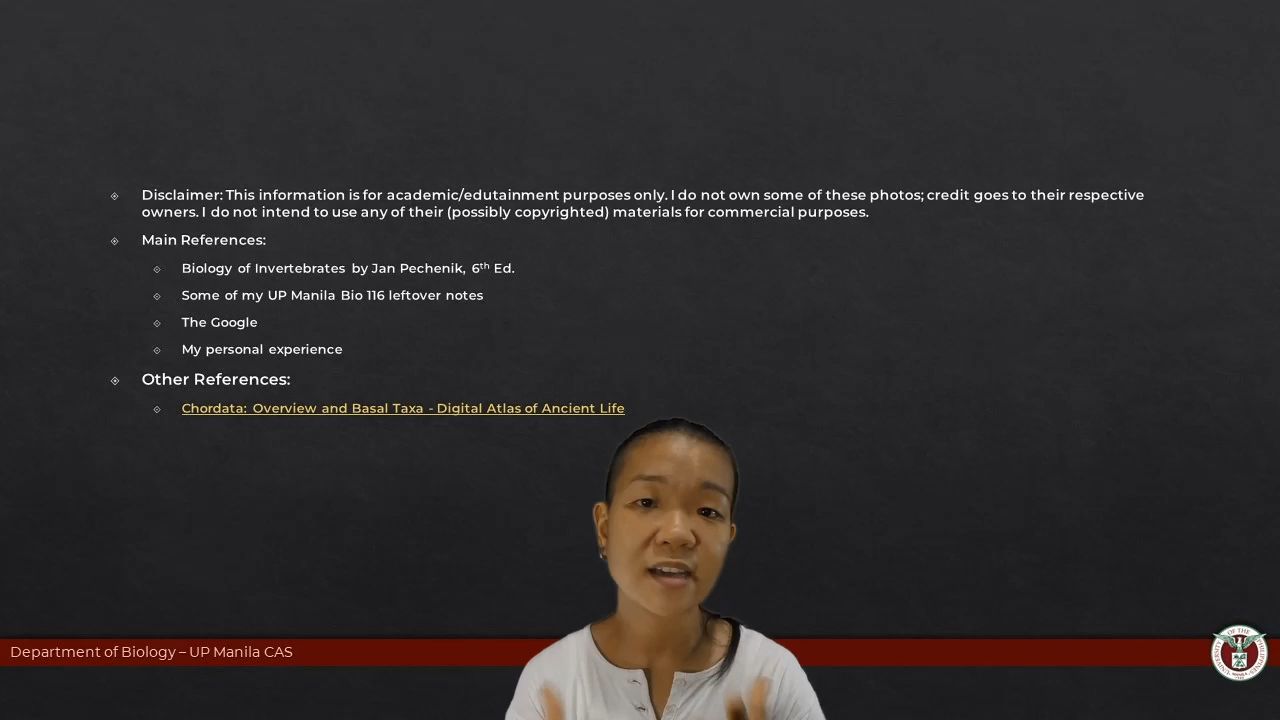 Disclaimer: This information is for academic/edutainment purposes only. I do not own some of these photos; credit goes to their respective
owners. I do not intend to use any of their (possibly copyrighted) materials for commercial purposes.
Main References:
Biology of Invertebrates by Jan Pechenik, 6th Ed.
Some of my UP Manila Bio 116 leftover notes
The Google
My personal experience
Other References:
Chordata: Overview and Basal Taxa - Digital Atlas of Ancient Life
Department of Biology – UP Manila CAS